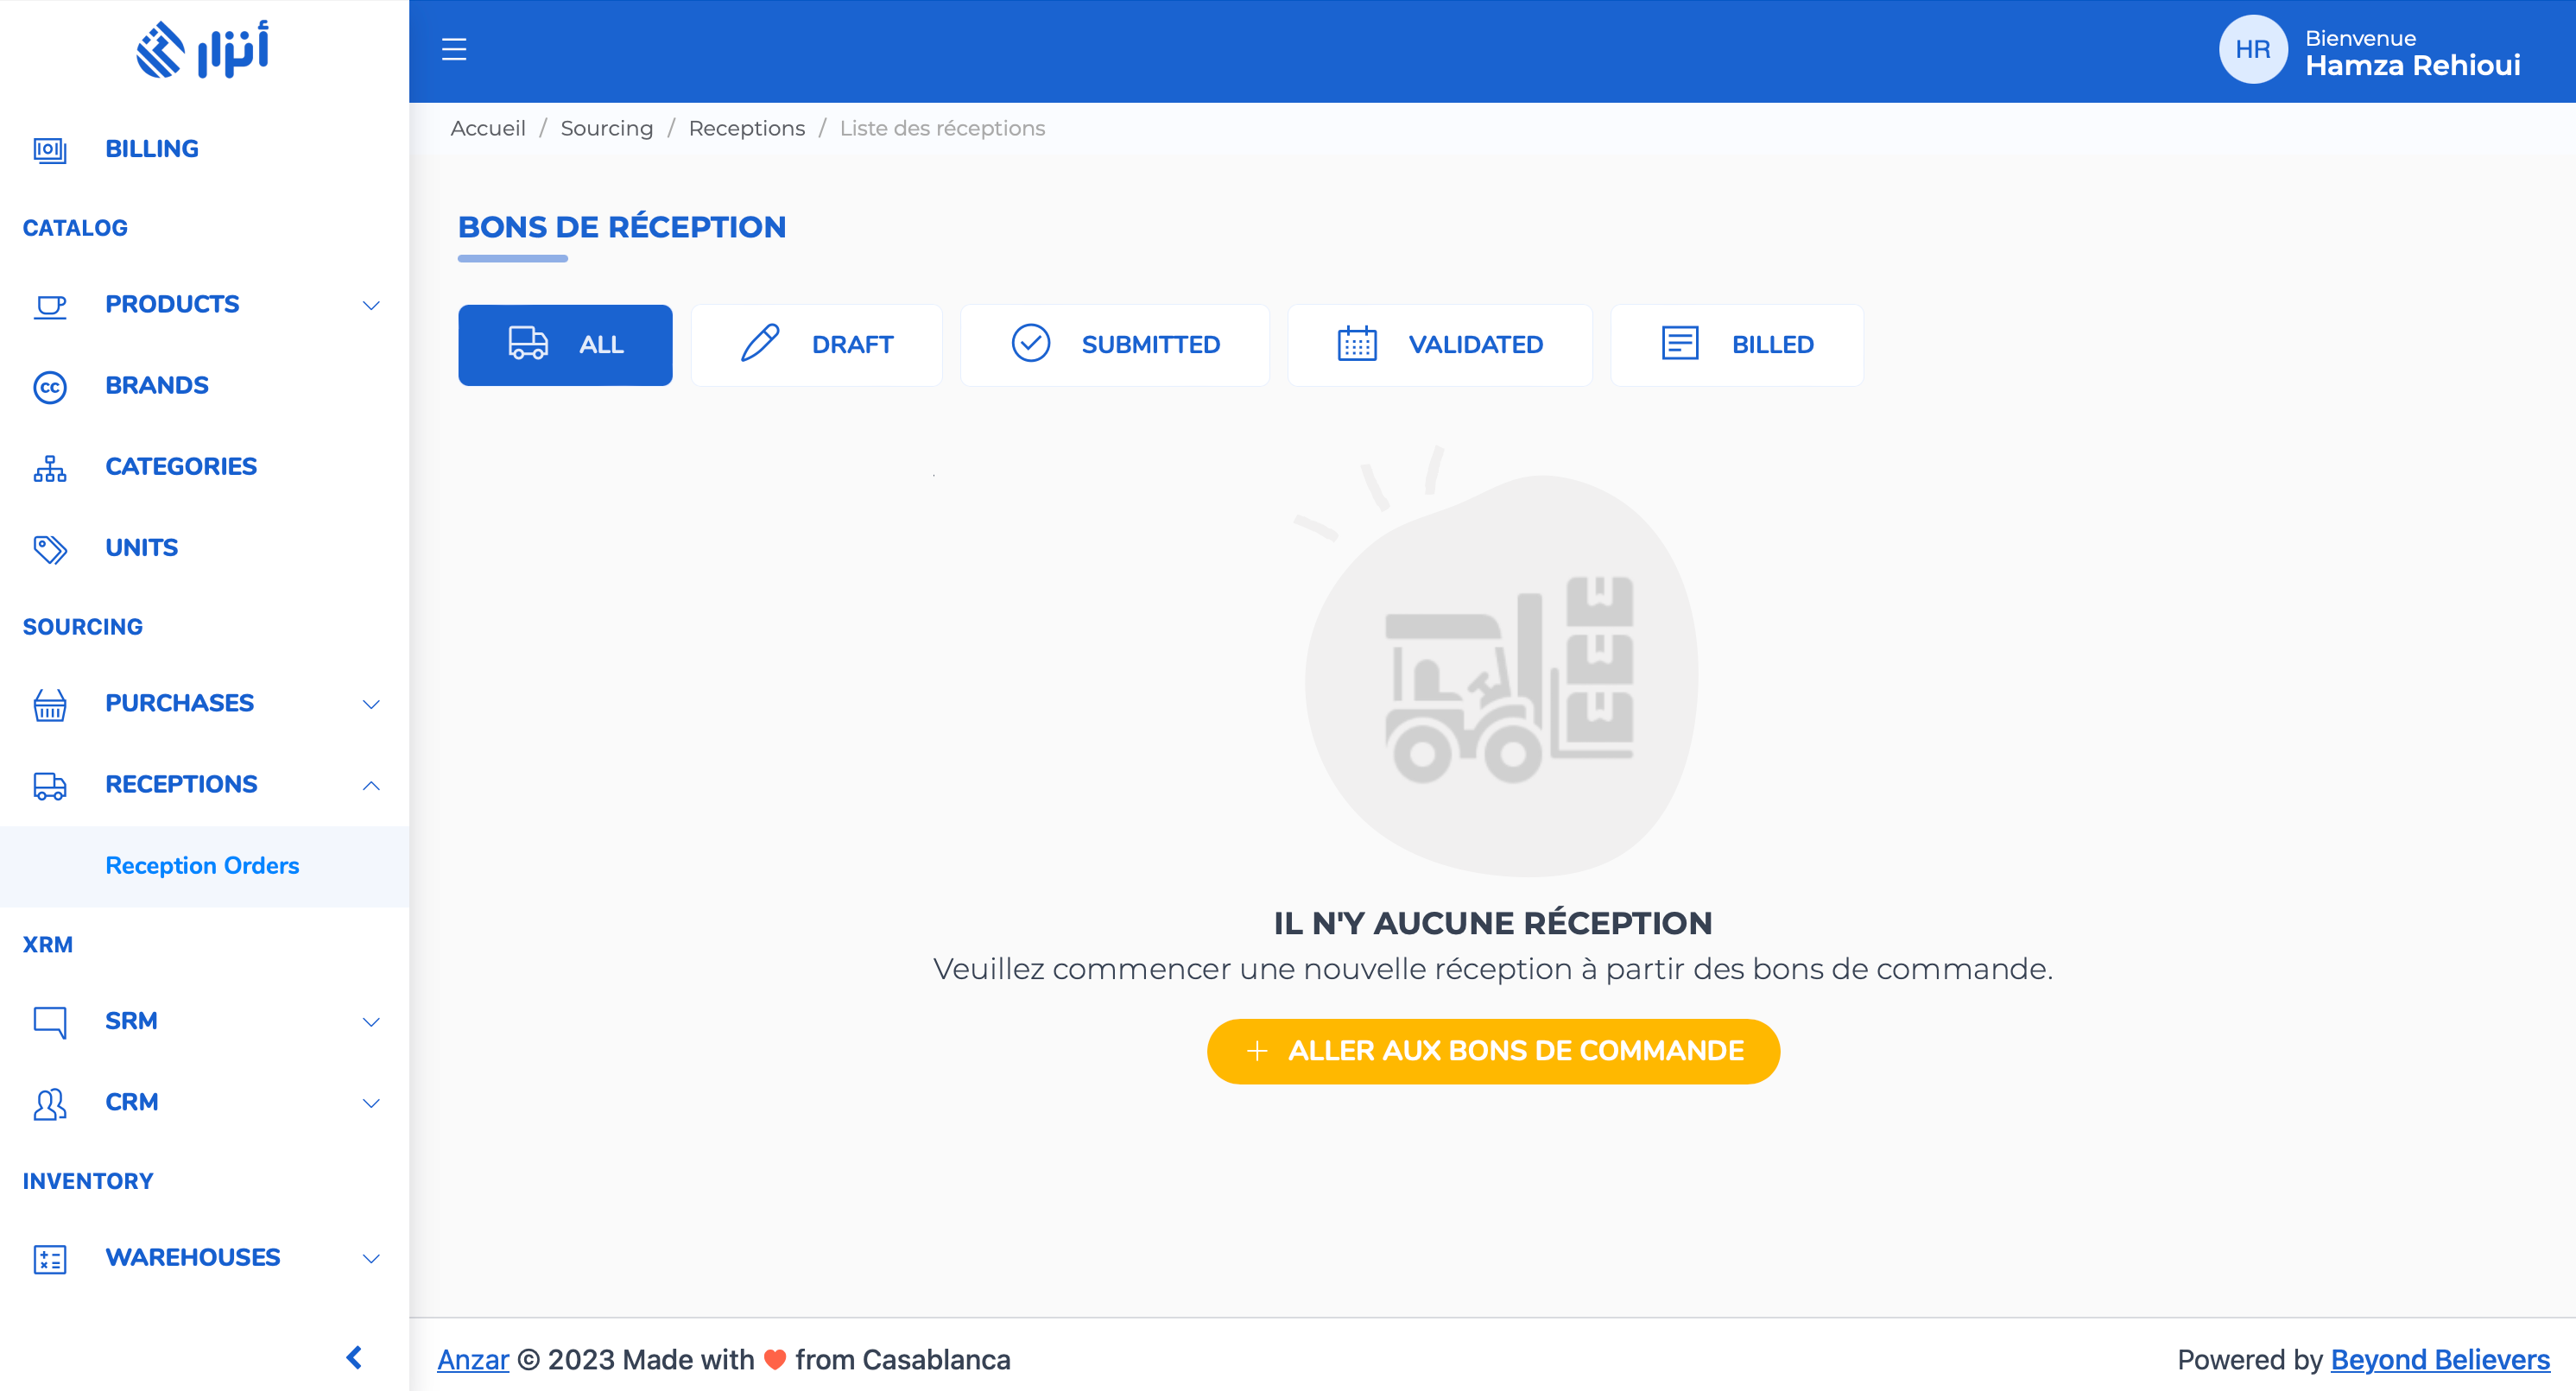 أنزار
BILLING
CATALOG
PRODUCTS
BRANDS
CATEGORIES
UNITS
SOURCING
PURCHASES
RECEPTIONS
Reception Orders
XRM
SRM
CRM
INVENTORY
WAREHOUSES
HR
Bienvenue
Hamza Rehioui
Accueil / Sourcing / Receptions / Liste des réceptions
BONS DE RÉCEPTION
ALL DRAFT SUBMITTED VALIDATED BILLED
IL N'Y AUCUNE RÉCEPTION
Veuillez commencer une nouvelle réception à partir des bons de commande.
+ ALLER AUX BONS DE COMMANDE
Anzar © 2023 Made with ❤ from Casablanca
Powered by Beyond Believers